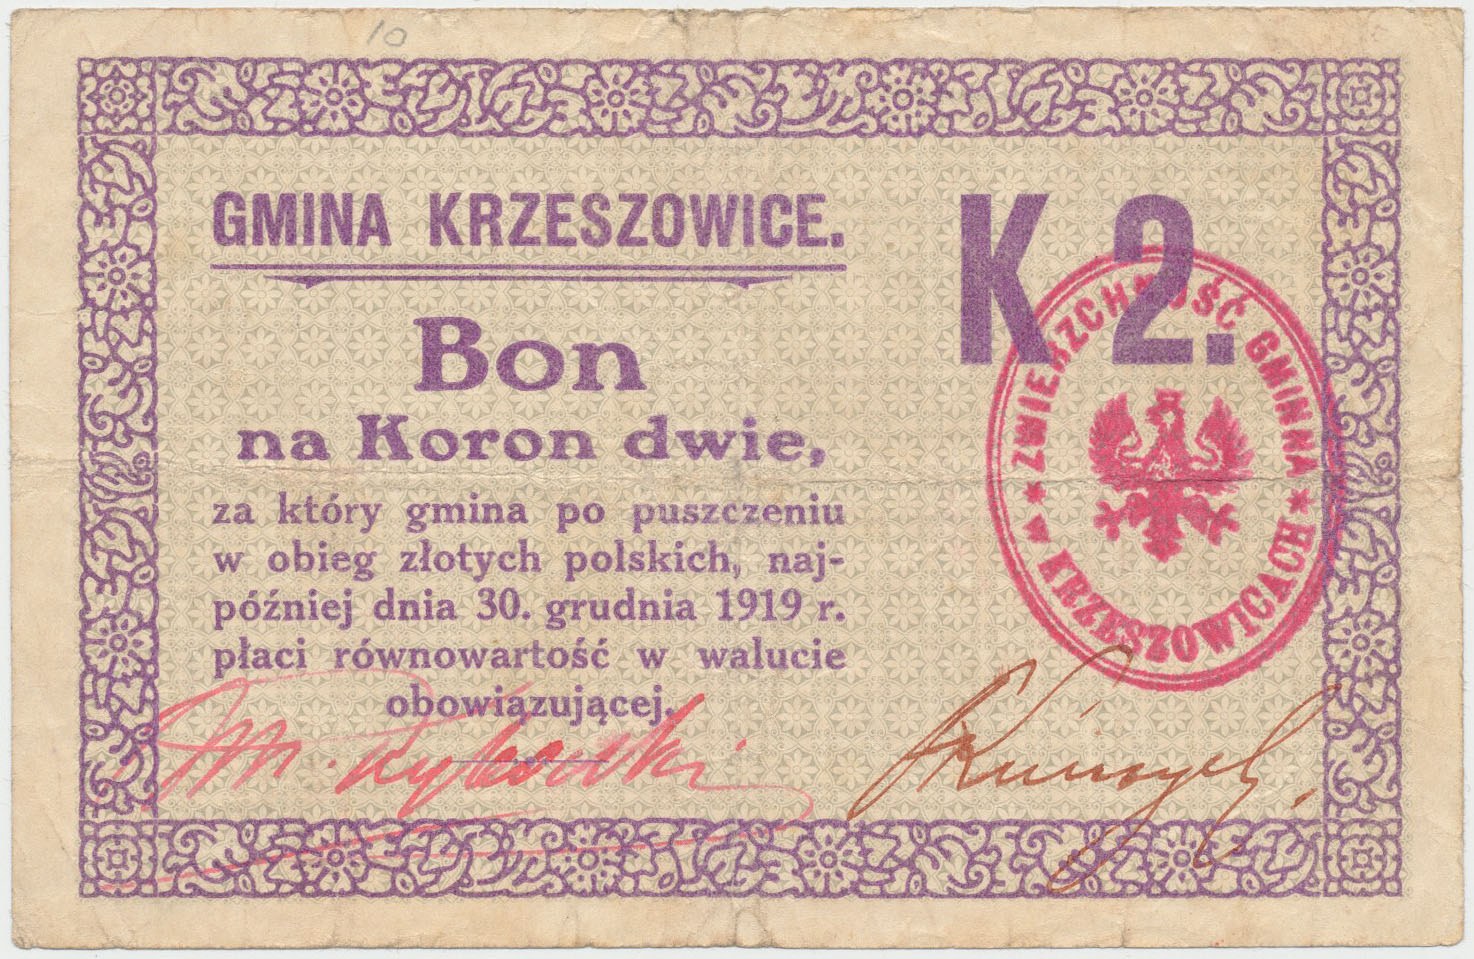 10
GMINA KRZESZOWICE.
K 2.
Bon
na Koron dwie,
za który gmina po puszczeniu
w obieg złotych polskich, naj-
później dnia 30. grudnia 1919 r.
płaci równowartość w walucie
obowiązującej.
ZWIERZCHNOŚĆ GMINNA
KRZESZOWICACH